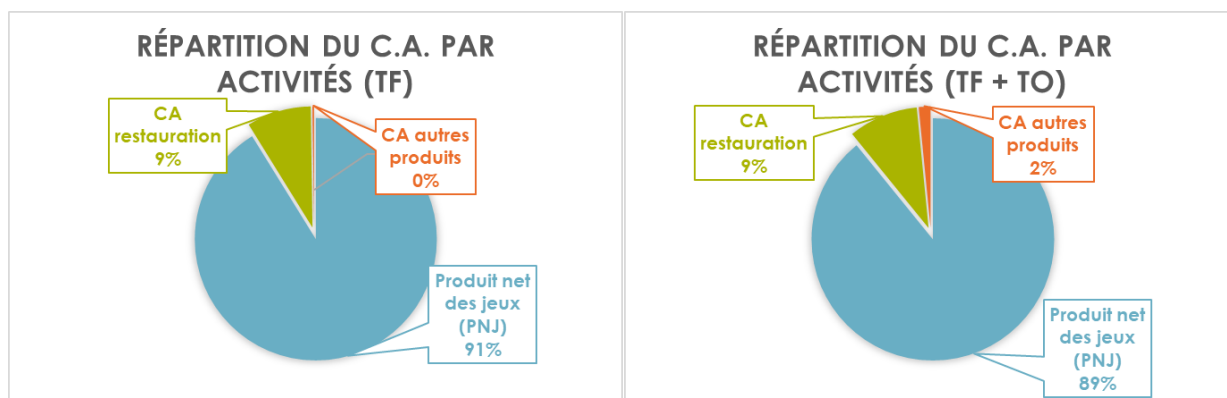 RÉPARTITION DU C.A. PAR
ACTIVITÉS (TF)
CA
restauration
9%
CA autres
produits
0%
Produit net
des jeux
(PNJ)
91%
RÉPARTITION DU C.A. PAR
ACTIVITÉS (TF + TO)
CA
restauration
9%
CA autres
produits
2%
Produit net
des jeux
(PNJ)
89%